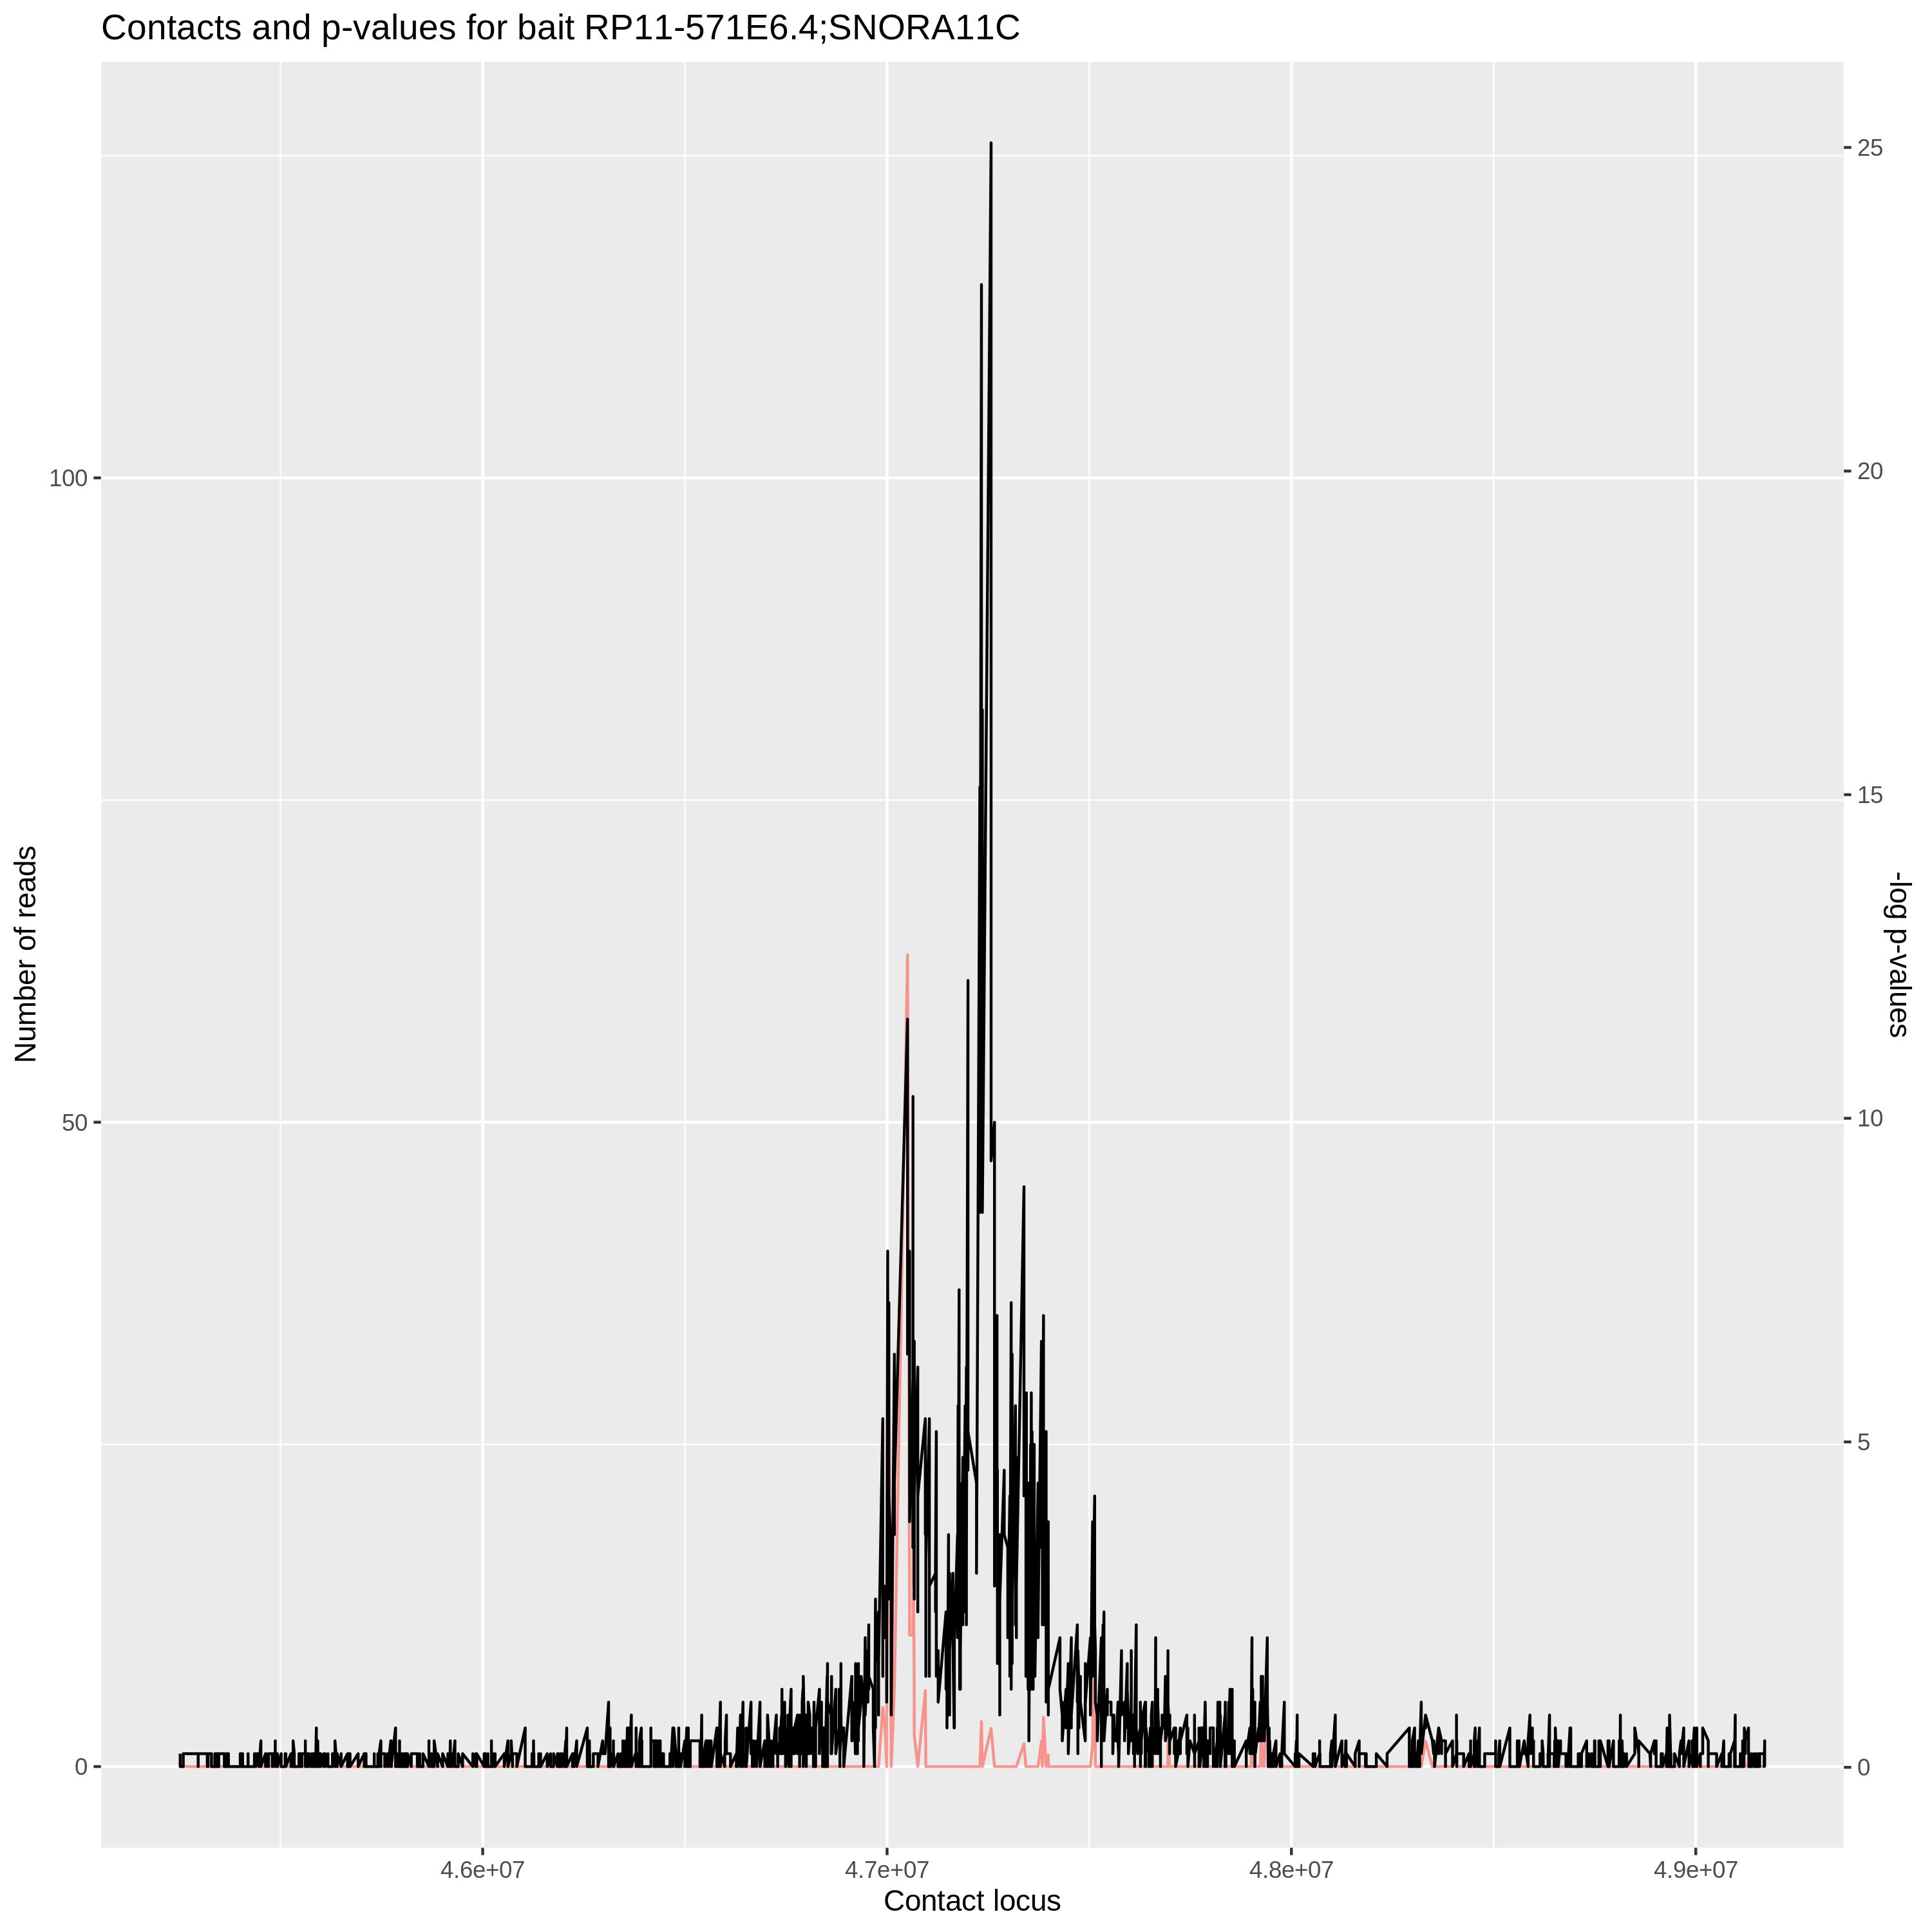 Contacts and p-values for bait RP11-571E6.4;SNORA11C
Number of reads
100
50
0
25
20
15
10
5
0
-log p-values
4.6e+07 4.7e+07 4.8e+07 4.9e+07
Contact locus